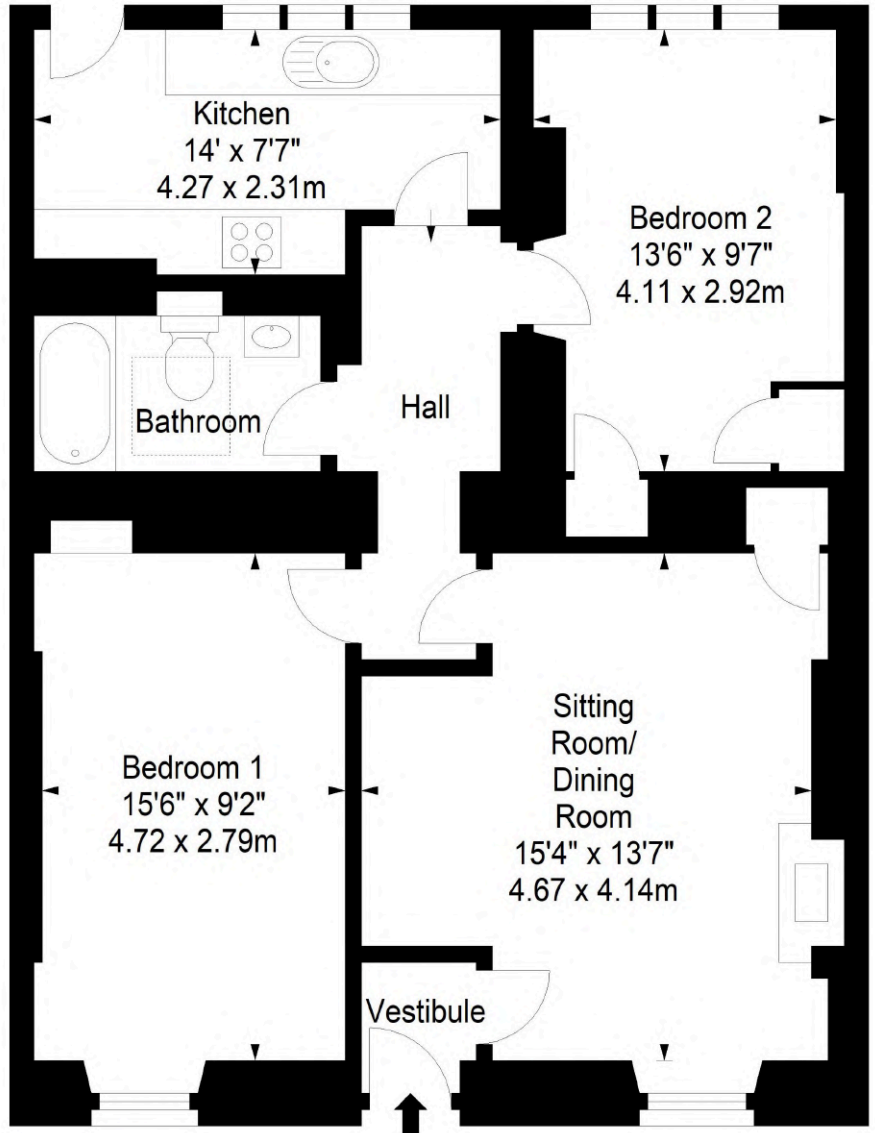 Kitchen
14' x 7'7"
4.27 x 2.31m
Bedroom 2
13'6" x 9'7"
4.11 x 2.92m
Bathroom
Hall
Bedroom 1
15'6" x 9'2"
4.72 x 2.79m
Sitting
Room/
Dining
Room
15'4" x 13'7"
4.67 x 4.14m
Vestibule